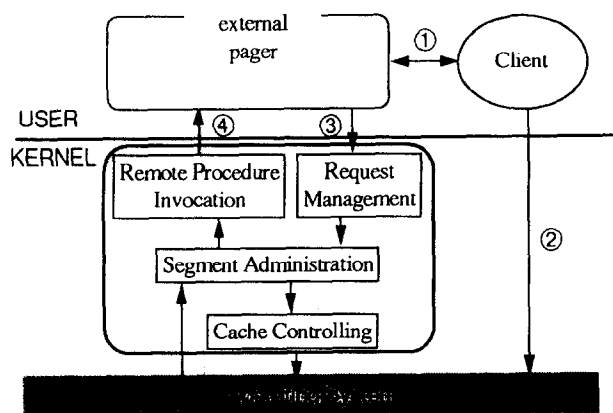 external
pager
①
Client
USER
④
③
KERNEL
Remote Procedure
Invocation
Request
Management
②
Segment Administration
Cache Controlling